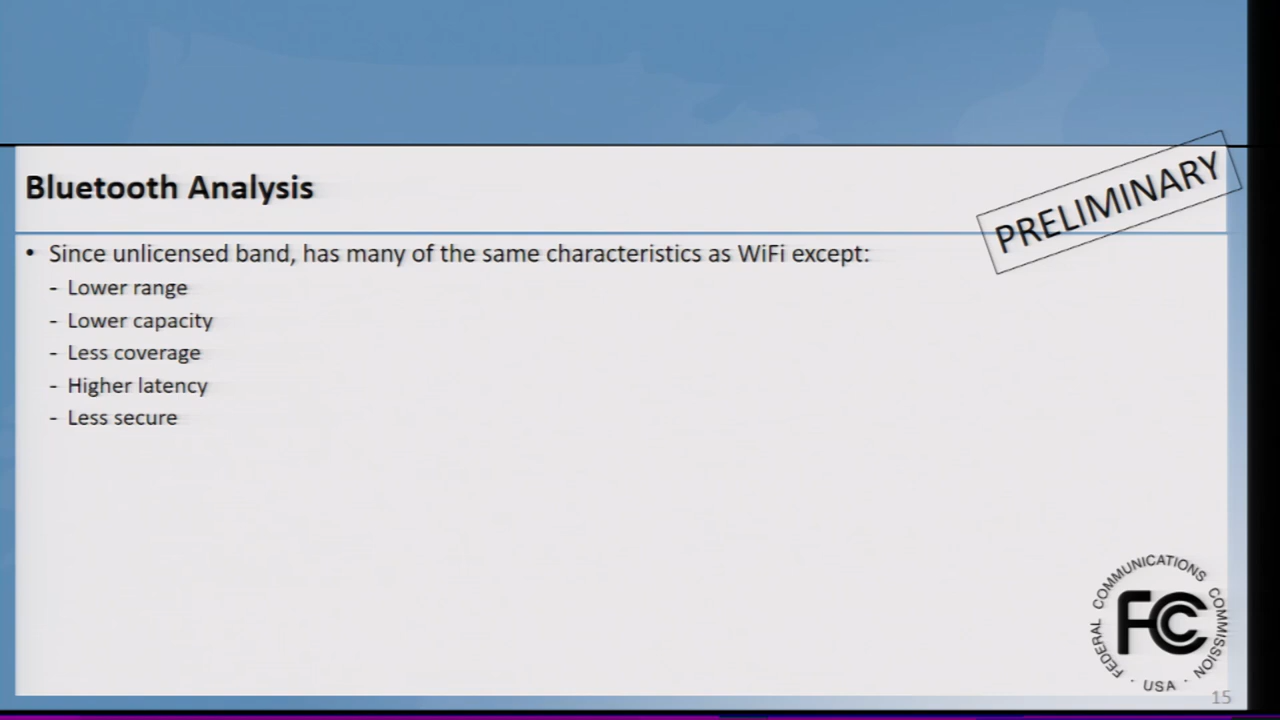 Bluetooth Analysis
PRELIMINARY
• Since unlicensed band, has many of the same characteristics as WiFi except:
- Lower range
- Lower capacity
- Less coverage
- Higher latency
- Less secure
FEDERAL COMMUNICATIONS COMMISSION
FCC
· USA ·
15